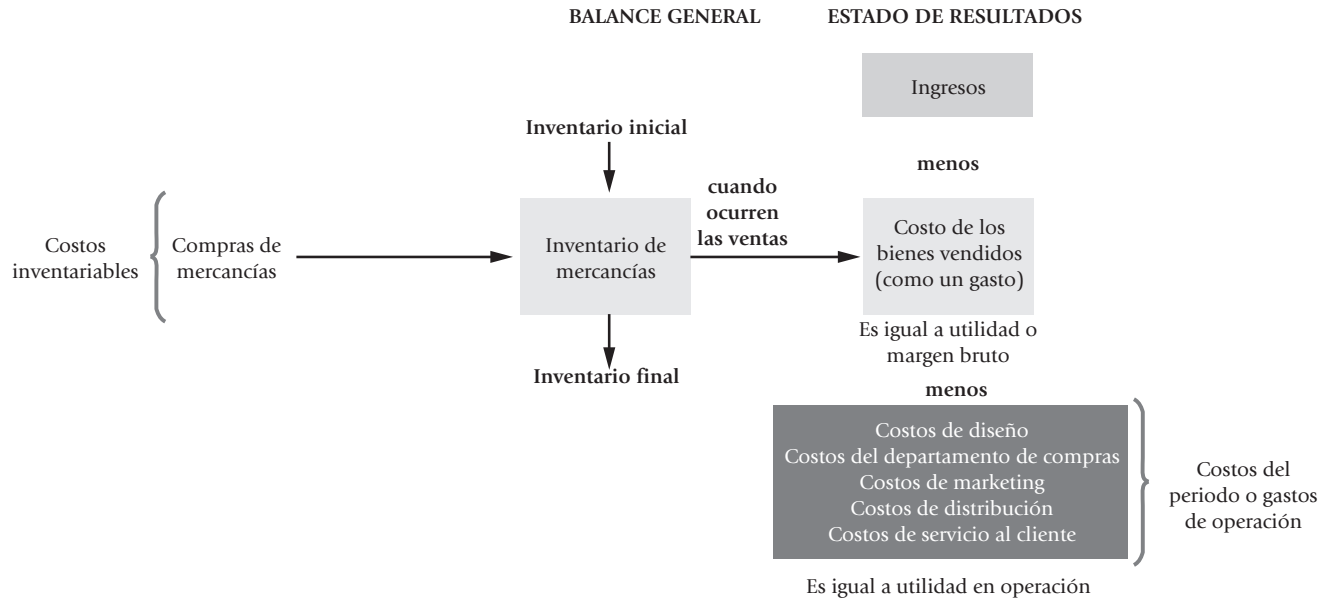 BALANCE GENERAL
ESTADO DE RESULTADOS
Ingresos
Inventario inicial
menos
cuando
ocurren
las ventas
Costos
inventariables
Compras de
mercancías
Inventario de
mercancías
Costo de los
bienes vendidos
(como un gasto)
Es igual a utilidad o
margen bruto
Inventario final
menos
Costos de diseño
Costos del departamento de compras
Costos de marketing
Costos de distribución
Costos de servicio al cliente
Costos del
periodo o gastos
de operación
Es igual a utilidad en operación